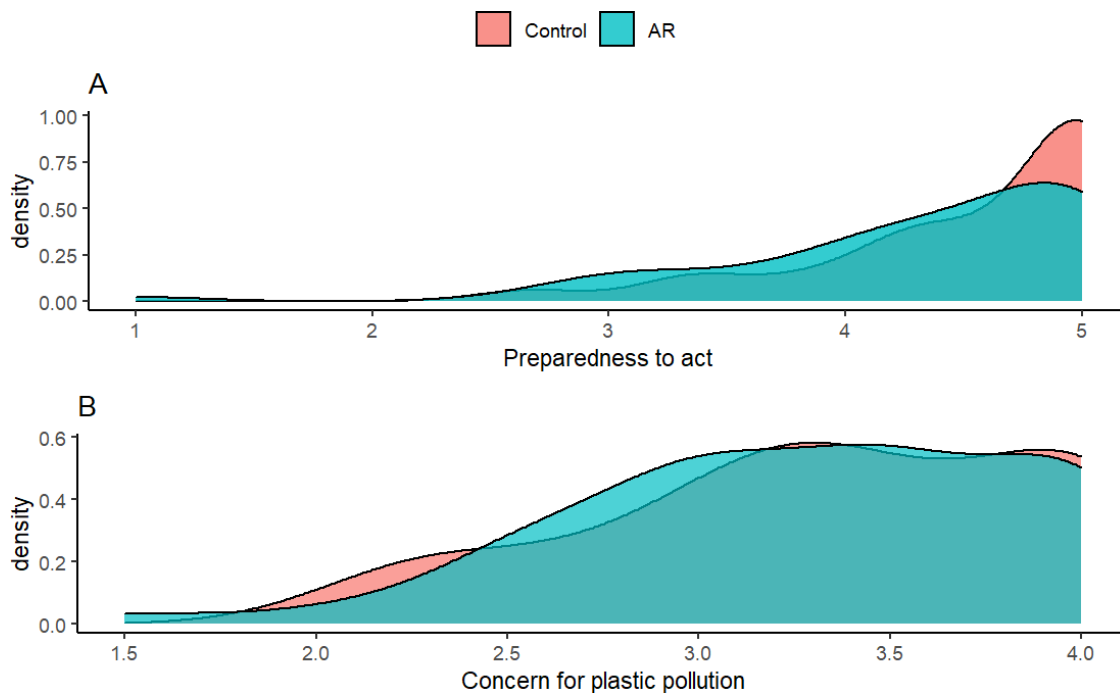 Control AR
A
1.00
0.75
0.50
0.25
0.00
density
1 2 3 4 5
Preparedness to act
B
0.6
0.4
0.2
0.0
density
1.5 2.0 2.5 3.0 3.5 4.0
Concern for plastic pollution